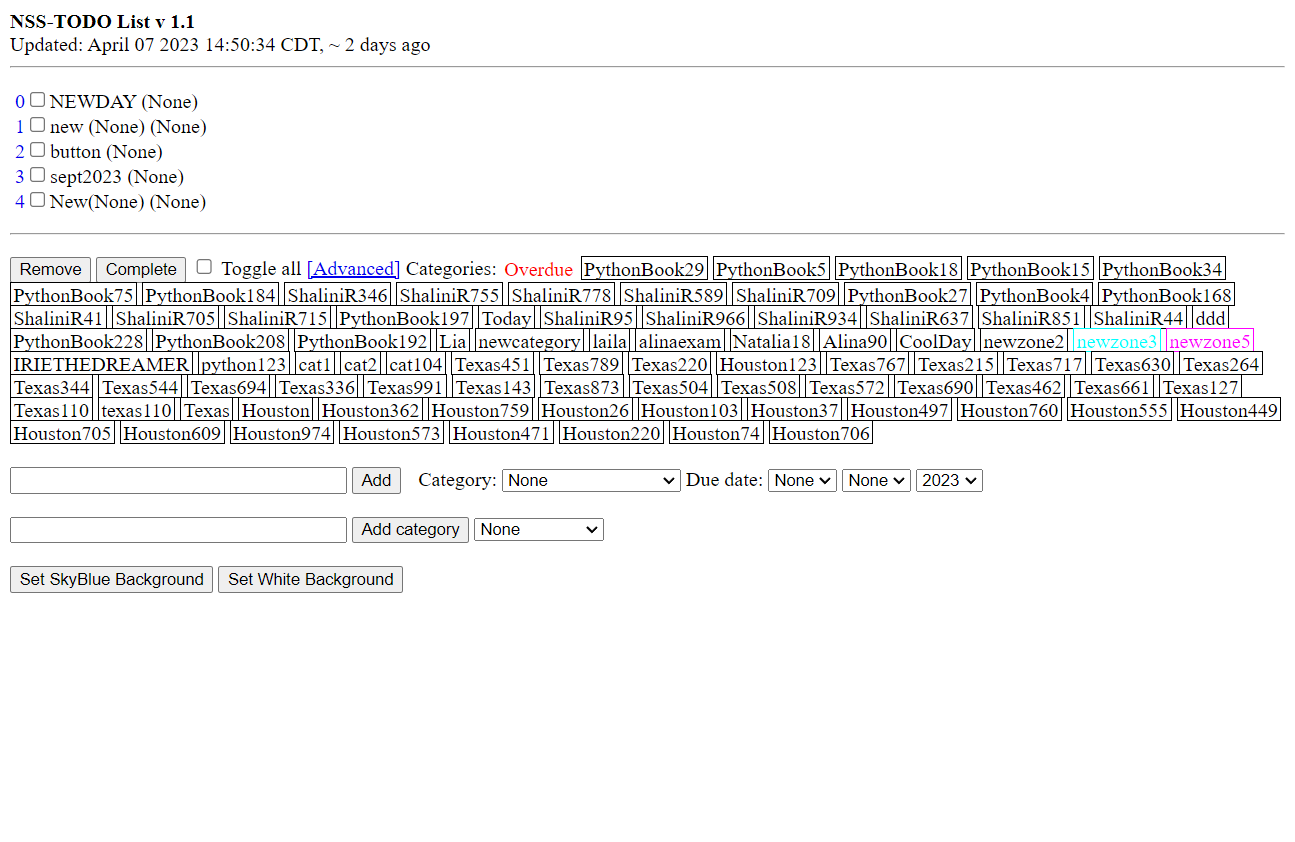 NSS-TODO List v 1.1
Updated: April 07 2023 14:50:34 CDT, ~ 2 days ago
0 NEWDAY (None)
1 new (None) (None)
2 button (None)
3 sept2023 (None)
4 New(None) (None)
Remove Complete Toggle all [Advanced] Categories: Overdue PythonBook29 PythonBook5 PythonBook18 PythonBook15 PythonBook34
PythonBook75 PythonBook184 ShaliniR346 ShaliniR755 ShaliniR778 ShaliniR589 ShaliniR709 PythonBook27 PythonBook4 PythonBook168
ShaliniR41 ShaliniR705 ShaliniR715 PythonBook197 Today ShaliniR95 ShaliniR966 ShaliniR934 ShaliniR637 ShaliniR851 ShaliniR44 ddd
PythonBook228 PythonBook208 PythonBook192 Lia newcategory laila alinaexam Natalia18 Alina90 CoolDay newzone2 newzone3 newzone5
IRIETHEDREAMER python123 cat1 cat2 cat104 Texas451 Texas789 Texas220 Houston123 Texas767 Texas215 Texas717 Texas630 Texas264
Texas344 Texas544 Texas694 Texas336 Texas991 Texas143 Texas873 Texas504 Texas508 Texas572 Texas690 Texas462 Texas661 Texas127
Texas110 texas110 Texas Houston Houston362 Houston759 Houston26 Houston103 Houston37 Houston497 Houston760 Houston555 Houston449
Houston705 Houston609 Houston974 Houston573 Houston471 Houston220 Houston74 Houston706
Add Category: None Due date: None None 2023
Add category None
Set SkyBlue Background Set White Background